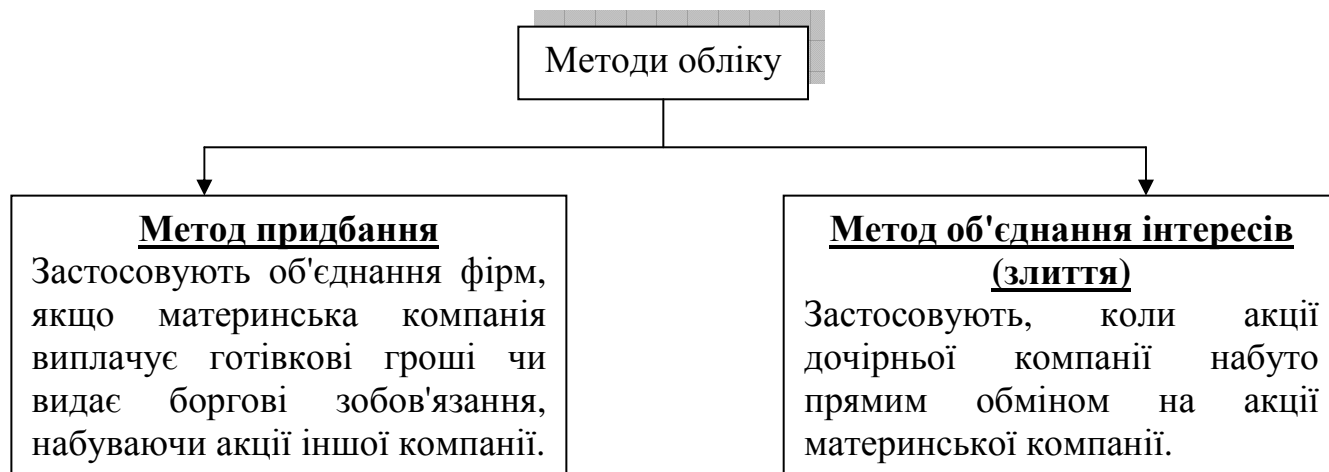 Методи обліку
Метод придбання
Застосовують об'єднання фірм,
якщо материнська компанія
виплачує готівкові гроші чи
видає боргові зобов'язання,
набуваючи акції іншої компанії.
Метод об'єднання інтересів
(злиття)
Застосовують, коли акції
дочірньої компанії набуто
прямим обміном на акції
материнської компанії.